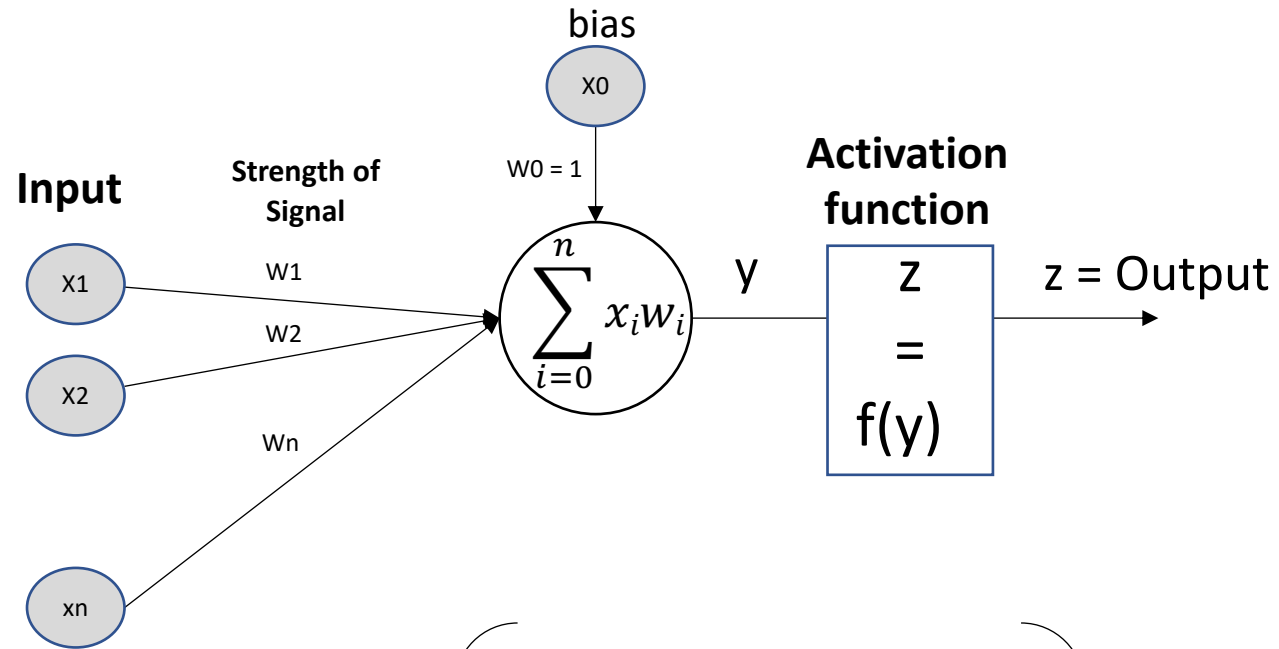 bias
X0
W0 = 1
Activation
function
Strength of
Signal
Input
X1
W1
X2
W2
xn
Wn
n
∑ xᵢwᵢ
i=0
y
z
=
f(y)
z = Output